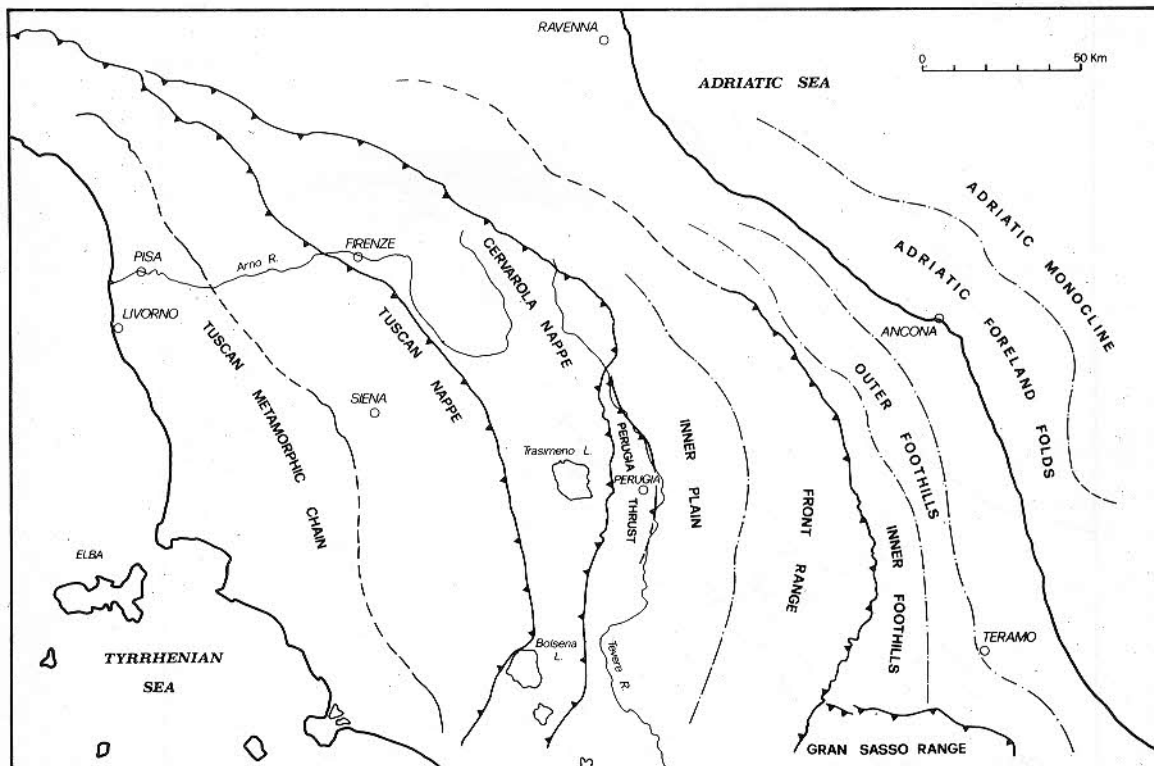 RAVENNA
0 50 Km
ADRIATIC SEA
ADRIATIC MONOCLINE
ADRIATIC FORELAND FOLDS
PISA
Arno R.
FIRENZE
CERVAROLA NAPPE
LIVORNO
TUSCAN METAMORPHIC CHAIN
TUSCAN NAPPE
ANCONA
SIENA
OUTER FOOTHILLS
Trasimeno L.
PERUGIA THRUST
PERUGIA
INNER PLAIN
FRONT RANGE
INNER FOOTHILLS
ELBA
TYRRHENIAN
SEA
Bolsena
L.
Tevere R.
TERAMO
GRAN SASSO RANGE